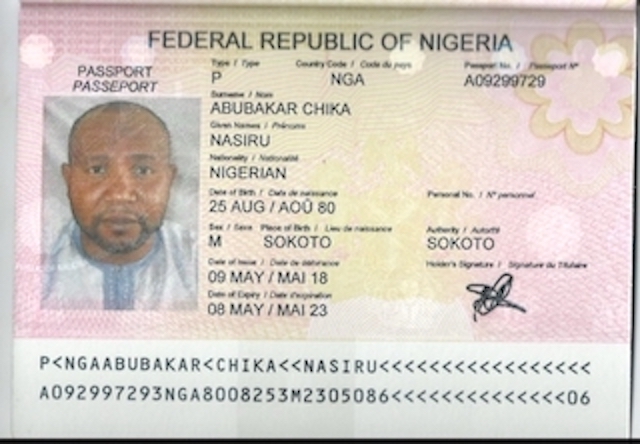 FEDERAL REPUBLIC OF NIGERIA
PASSPORT
PASSEPORT
Type / Type Country Code / Code du pays Passport No. / Passeport N°
P NGA A09299729
Surname / Nom
ABUBAKAR CHIKA
Given Names / Prénoms
NASIRU
Nationality / Nationalité
NIGERIAN
Date of Birth / Date de naissance Personal No. / N° personnel
25 AUG / AOÛ 80
Sex / Sexe Place of Birth / Lieu de naissance Authority / Autorité
M SOKOTO SOKOTO
Date of Issue / Date de délivrance Holder's Signature / Signature du Titulaire
09 MAY / MAI 18
Date of Expiry / Date d'expiration
08 MAY / MAI 23
P<NGAABUBAKAR<CHIKA<<NASIRU<<<<<<<<<<<<<<<<<
A092997293NGA8008253M2305086<<<<<<<<<<<<<<06